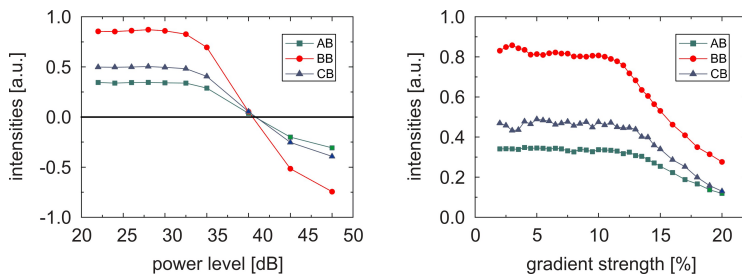 intensities [a.u.]
1.0
0.5
0.0
-0.5
-1.0
AB
BB
CB
20 25 30 35 40 45 50
power level [dB]
intensities [a.u.]
1.0
0.8
0.6
0.4
0.2
0.0
AB
BB
CB
0 5 10 15 20
gradient strength [%]